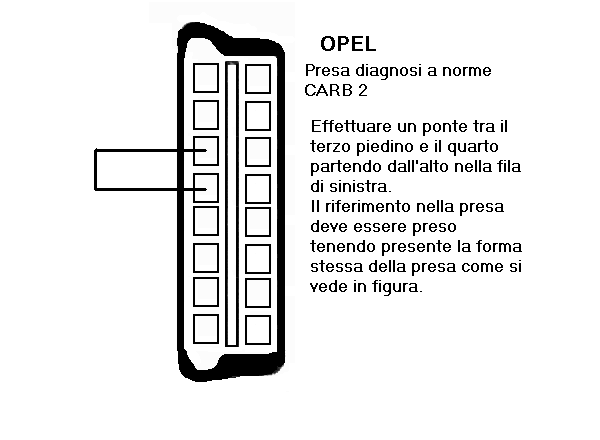 OPEL
Presa diagnosi a norme
CARB 2
Effettuare un ponte tra il
terzo piedino e il quarto
partendo dall'alto nella fila
di sinistra.
Il riferimento nella presa
deve essere preso
tenendo presente la forma
stessa della presa come si
vede in figura.